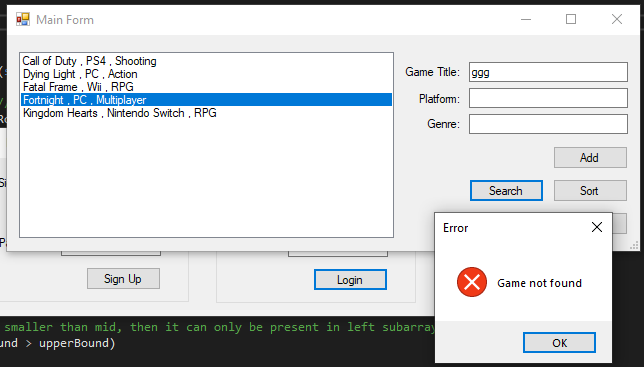 Main Form
Call of Duty , PS4 , Shooting
Dying Light , PC , Action
Fatal Frame , Wii , RPG
Fortnight , PC , Multiplayer
Kingdom Hearts , Nintendo Switch , RPG
Game Title: ggg
Platform:
Genre:
Add
Search
Sort
Error
Game not found
OK
Sign Up
Login
smaller than mid, then it can only be present in left subarray
und > upperBound)